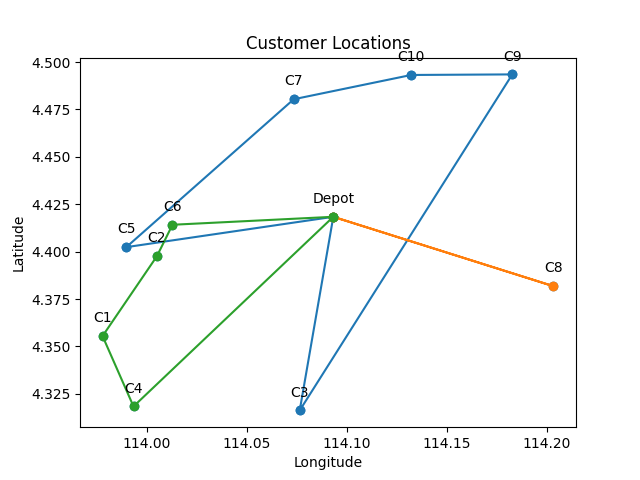 Customer Locations
4.500
4.475
4.450
4.425
4.400
4.375
4.350
4.325
C10
C9
C7
Depot
C6
C5
C2
C8
C1
C4
C3
114.00
114.05
114.10
114.15
114.20
Latitude
Longitude